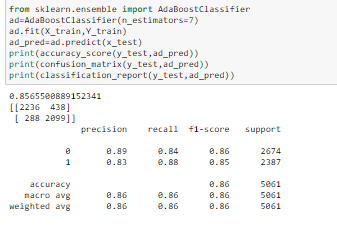 from sklearn.ensemble import AdaBoostClassifier
ad=AdaBoostClassifier(n_estimators=7)
ad.fit(X_train,Y_train)
ad_pred=ad.predict(x_test)
print(accuracy_score(y_test,ad_pred))
print(confusion_matrix(y_test,ad_pred))
print(classification_report(y_test,ad_pred))
0.8565500889152341
[[2236 438]
[ 288 2099]]
precision recall f1-score support
0 0.89 0.84 0.86 2674
1 0.83 0.88 0.85 2387
accuracy 0.86 5061
macro avg 0.86 0.86 0.86 5061
weighted avg 0.86 0.86 0.86 5061